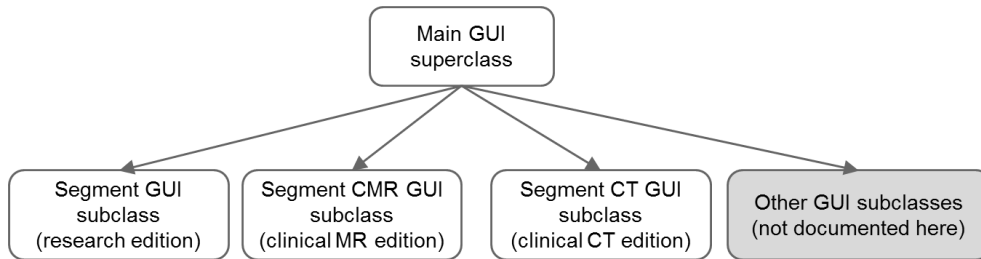 Main GUI
superclass
Segment GUI
subclass
(research edition)
Segment CMR GUI
subclass
(clinical MR edition)
Segment CT GUI
subclass
(clinical CT edition)
Other GUI subclasses
(not documented here)